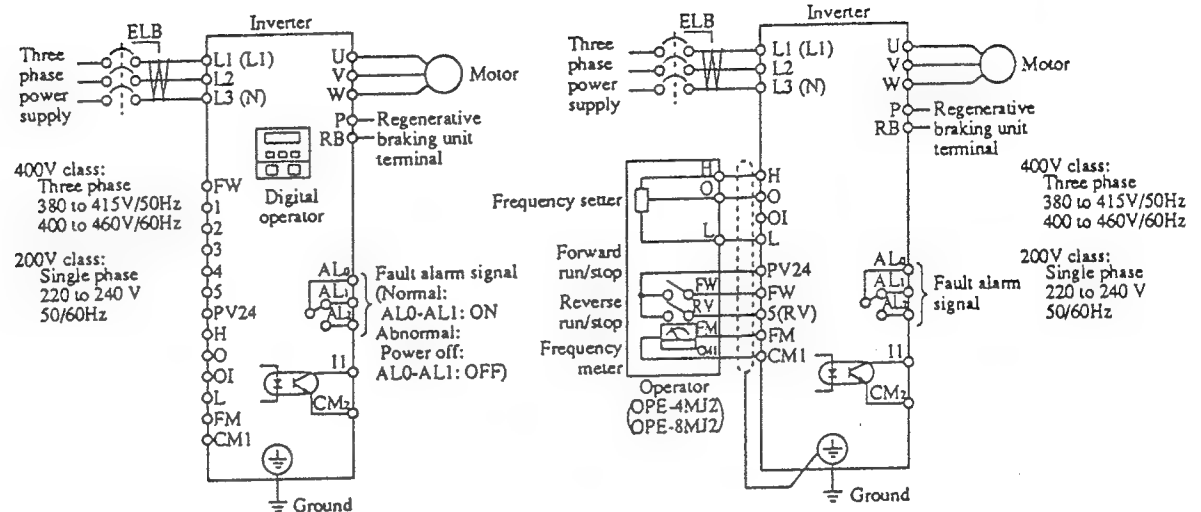 Inverter
ELB
Three
phase
power
supply
L1 (L1)
L2
L3 (N)
U
V
W
Motor
P
RB
Regenerative
braking unit
terminal
Digital
operator
400V class:
Three phase
380 to 415V/50Hz
400 to 460V/60Hz
200V class:
Single phase
220 to 240 V
50/60Hz
FW
1
2
3
4
5
PV24
H
O
OI
L
FM
CM1
AL0
AL1
AL2
Fault alarm signal
(Normal:
AL0-AL1: ON
Abnormal:
Power off:
AL0-AL1: OFF)
11
CM2
Ground
Inverter
ELB
Three
phase
power
supply
L1 (L1)
L2
L3 (N)
U
V
W
Motor
P
RB
Regenerative
braking unit
terminal
400V class:
Three phase
380 to 415V/50Hz
400 to 460V/60Hz
200V class:
Single phase
220 to 240 V
50/60Hz
Frequency setter
H
O
L
H
O
OI
L
Forward
run/stop
Reverse
run/stop
Frequency
meter
FW
RV
FM
PV24
FW
5(RV)
FM
CM1
Operator
(OPE-4MJ2
OPE-8MJ2)
AL0
AL1
AL2
Fault alarm
signal
11
CM2
Ground